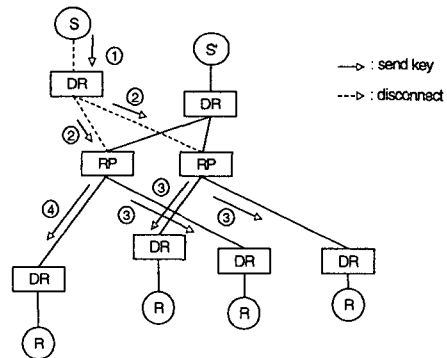 S
①
S'
: send key
DR
②
DR
: disconnect
②
RP
RP
③
④
③
③
DR
DR
DR
DR
R
R
R
R